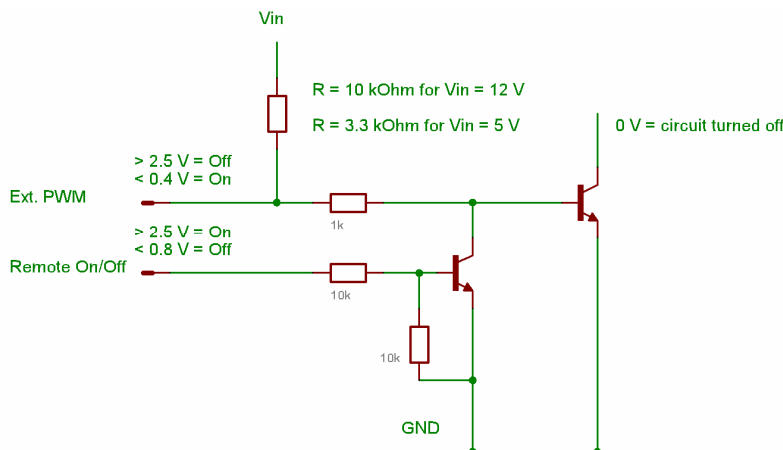 Vin
R = 10 kOhm for Vin = 12 V
R = 3.3 kOhm for Vin = 5 V
0 V = circuit turned off
> 2.5 V = Off
< 0.4 V = On
Ext. PWM
1k
> 2.5 V = On
< 0.8 V = Off
Remote On/Off
10k
10k
GND